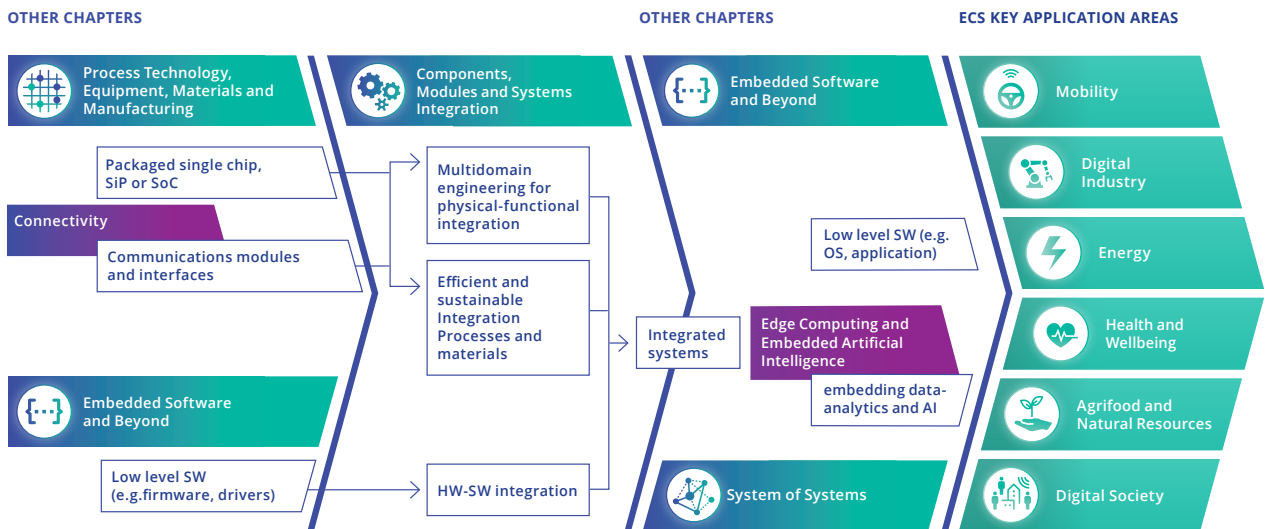 OTHER CHAPTERS
OTHER CHAPTERS
ECS KEY APPLICATION AREAS
Process Technology,
Equipment, Materials and
Manufacturing
Packaged single chip,
SiP or SoC
Connectivity
Communications modules
and interfaces
Embedded Software
and Beyond
Low level SW
(e.g.firmware, drivers)
Components,
Modules and Systems
Integration
Multidomain
engineering for
physical-functional
integration
Efficient and
sustainable
Integration
Processes and
materials
HW-SW integration
Integrated
systems
Embedded Software
and Beyond
Low level SW (e.g.
OS, application)
Edge Computing and
Embedded Artificial
Intelligence
embedding data-
analytics and AI
System of Systems
Mobility
Digital
Industry
Energy
Health and
Wellbeing
Agrifood and
Natural Resources
Digital Society